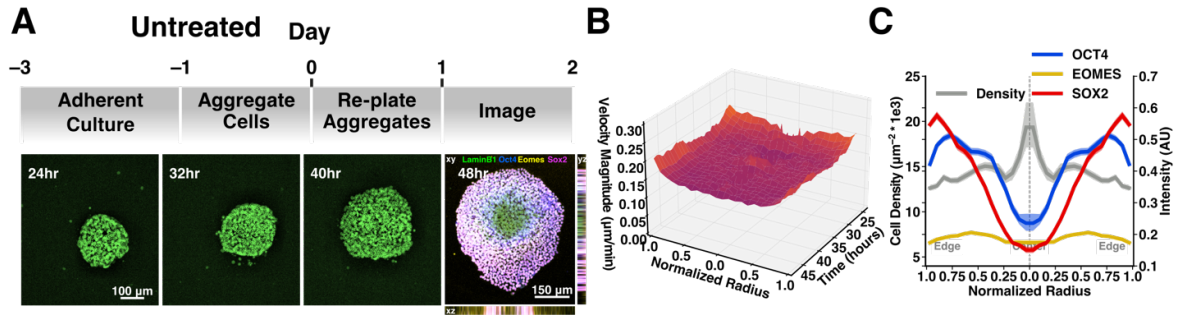 A
Untreated Day
–3 –1 0 1 2
Adherent Culture
Aggregate Cells
Re-plate Aggregates
Image
24hr
100 µm
32hr
40hr
xy LaminB1 Oct4 Eomes Sox2 yz
48hr
150 µm
xz
B
Velocity Magnitude (µm/min)
0.30
0.25
0.20
0.15
0.10
0.05
0.00
1.0 0.5 0.0 0.5 1.0
Normalized Radius
25
30
35
40
45
Time (hours)
C
OCT4
EOMES
SOX2
Density
Cell Density (µm⁻² * 1e3)
25
20
15
10
5
Intensity (AU)
0.7
0.6
0.5
0.4
0.3
0.2
0.1
Edge Center Edge
1.0 0.75 0.5 0.25 0.0 0.25 0.5 0.75 1.0
Normalized Radius